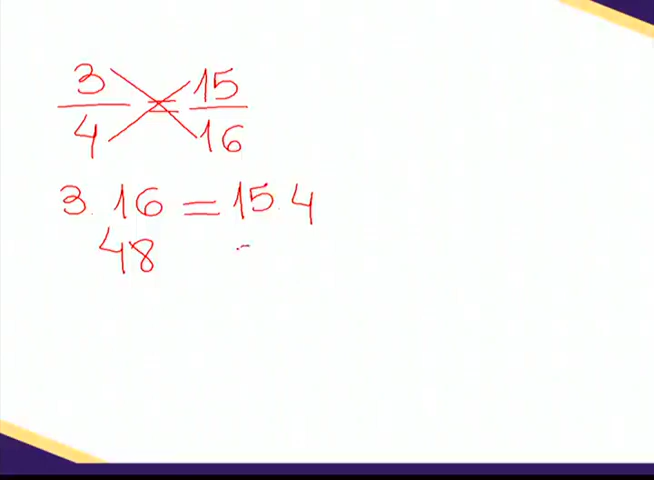 3/4 = 15/16
3 . 16 = 15 . 4
48